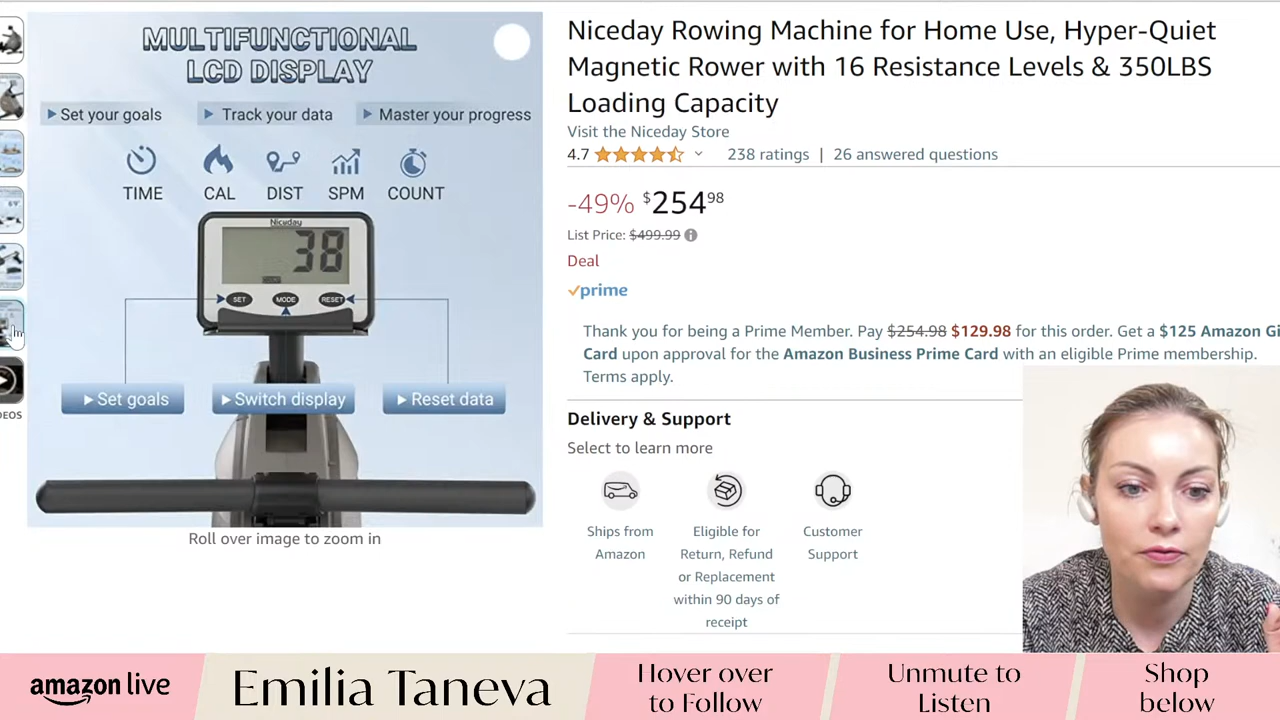 MULTIFUNCTIONAL
LCD DISPLAY
Set your goals
Track your data
Master your progress
TIME
CAL
DIST
SPM
COUNT
Niceday
38
SET
MODE
RESET
Set goals
Switch display
Reset data
Roll over image to zoom in
DEOS
Niceday Rowing Machine for Home Use, Hyper-Quiet
Magnetic Rower with 16 Resistance Levels & 350LBS
Loading Capacity
Visit the Niceday Store
4.7
238 ratings | 26 answered questions
-49% $254 98
List Price: $499.99
Deal
prime
Thank you for being a Prime Member. Pay $254.98 $129.98 for this order. Get a $125 Amazon Gi
Card upon approval for the Amazon Business Prime Card with an eligible Prime membership.
Terms apply.
Delivery & Support
Select to learn more
Ships from
Amazon
Eligible for
Return, Refund
or Replacement
within 90 days of
receipt
Customer
Support
amazon live
Emilia Taneva
Hover over
to Follow
Unmute to
Listen
Shop
below